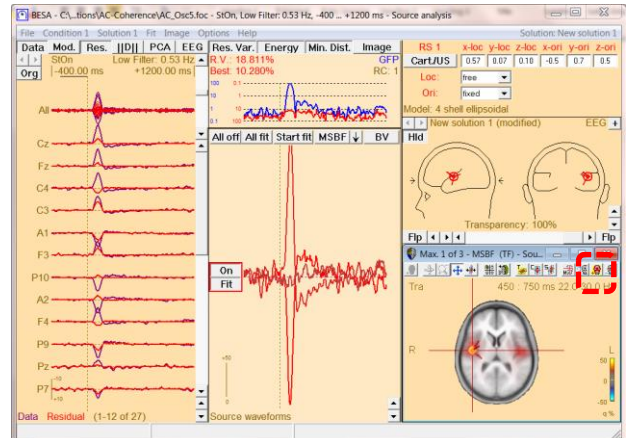 BESA - C:\...tions\AC-Coherence\AC_Osc5.foc - StOn, Low Filter: 0.53 Hz, -400 ... +1200 ms - Source analysis
File Condition 1 Solution 1 Fit Image Options Help Solution: New solution 1
Data Mod. Res. ||D|| PCA EEG
StOn Low Filter: 0.53 Hz
Org -400.00 ms +1200.00 ms
All
Cz
Fz
C4
C3
A1
F3
P10
A2
F4
P9
Pz
P7
Data Residual (1-12 of 27)
Res. Var. Energy Min. Dist. Image
R.V.: 18.811% GFP
Best: 10.280% RC: 1
All off All fit Start fit MSBF BV
On
Fit
+50
0
Source waveforms
RS 1 x-loc y-loc z-loc x-ori y-ori z-ori
Cart./US 0.57 0.07 0.10 -0.5 0.7 0.5
Loc: free
Ori: fixed
Model: 4 shell ellipsoidal
New solution 1 (modified) EEG
Hld
Transparency: 100%
Flp Flp
Max. 1 of 3 - MSBF (TF) - Sou...
Tra 450 : 750 ms 22.0
R L
50
0
-50
q %